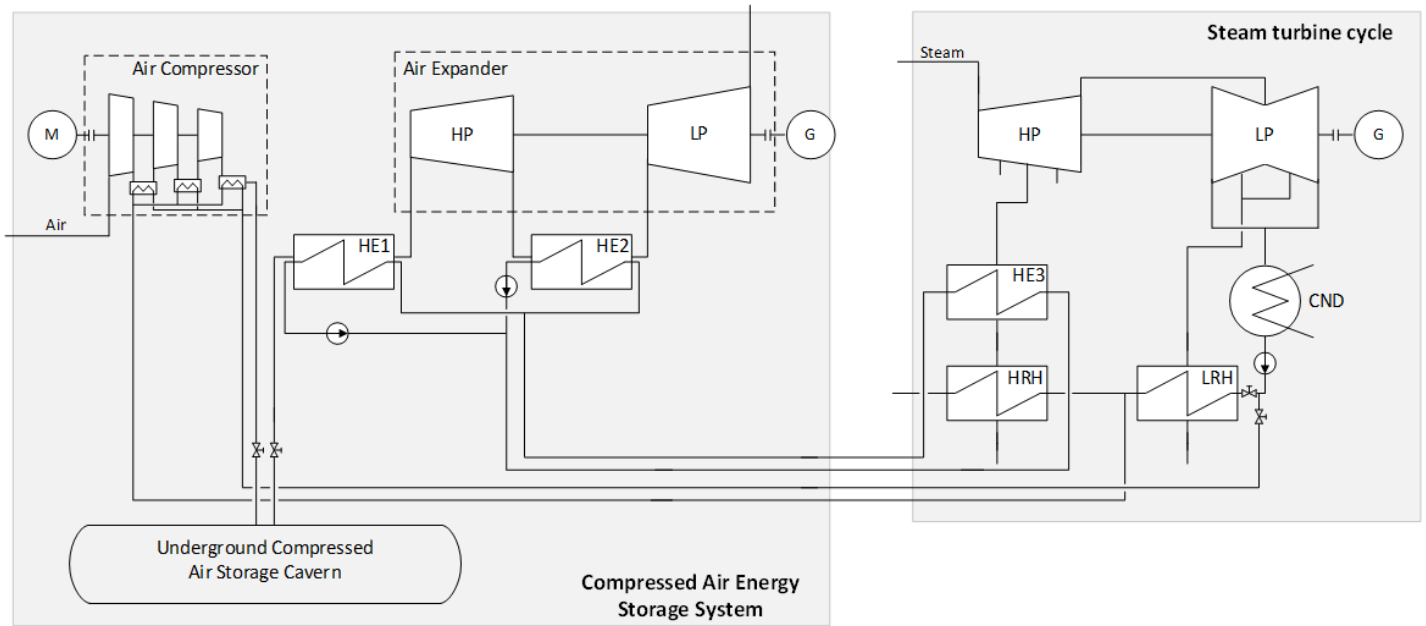 Steam turbine cycle
Air Compressor
Air Expander
Steam
M
HP
LP
G
HP
LP
G
Air
HE1
HE2
HE3
CND
HRH
LRH
Underground Compressed
Air Storage Cavern
Compressed Air Energy
Storage System